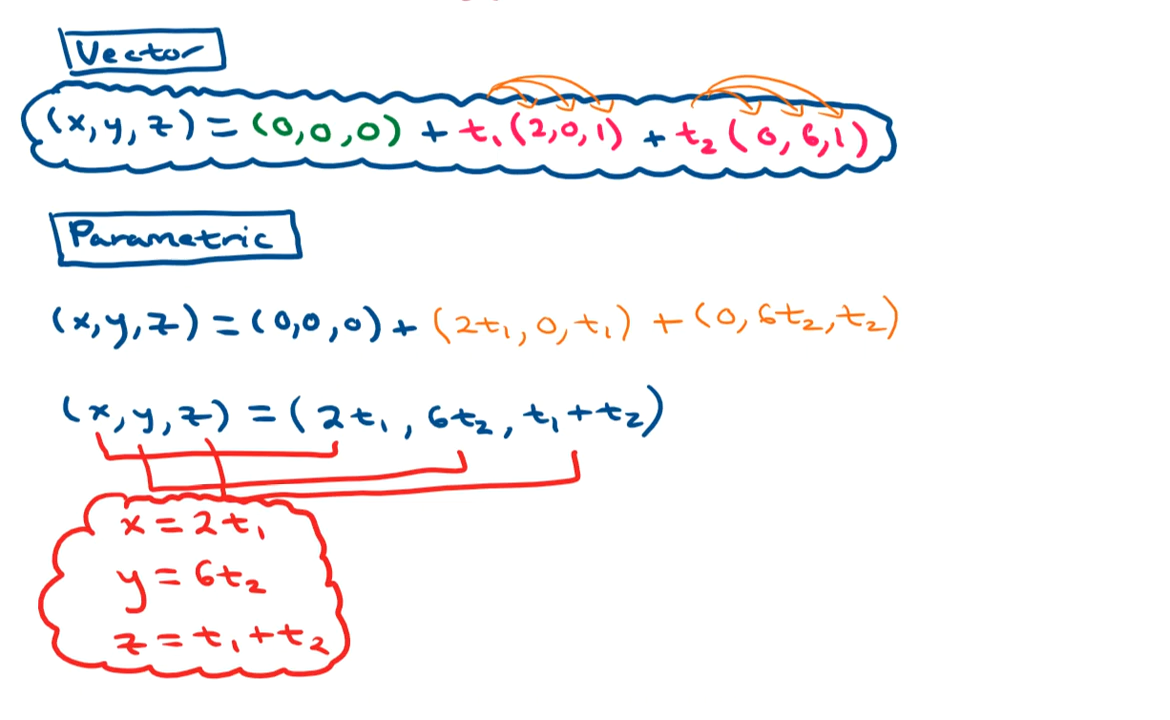 Vector
(x, y, z) = (0,0,0) + t₁(2,0,1) + t₂(0,6,1)
Parametric
(x,y,z) = (0,0,0) + (2t₁,0,t₁) + (0,6t₂,t₂)
(x,y,z) = (2t₁, 6t₂, t₁+t₂)
x = 2t₁
y = 6t₂
z = t₁+t₂